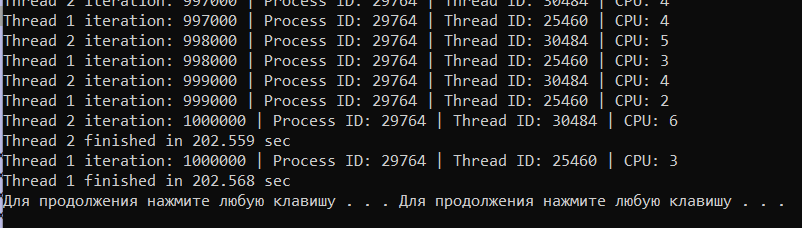 Thread 2 iteration: 997000 | Process ID: 29764 | Thread ID: 30484 | CPU: 4
Thread 1 iteration: 997000 | Process ID: 29764 | Thread ID: 25460 | CPU: 4
Thread 2 iteration: 998000 | Process ID: 29764 | Thread ID: 30484 | CPU: 5
Thread 1 iteration: 998000 | Process ID: 29764 | Thread ID: 25460 | CPU: 3
Thread 2 iteration: 999000 | Process ID: 29764 | Thread ID: 30484 | CPU: 4
Thread 1 iteration: 999000 | Process ID: 29764 | Thread ID: 25460 | CPU: 2
Thread 2 iteration: 1000000 | Process ID: 29764 | Thread ID: 30484 | CPU: 6
Thread 2 finished in 202.559 sec
Thread 1 iteration: 1000000 | Process ID: 29764 | Thread ID: 25460 | CPU: 3
Thread 1 finished in 202.568 sec
Для продолжения нажмите любую клавишу . . . Для продолжения нажмите любую клавишу . . .